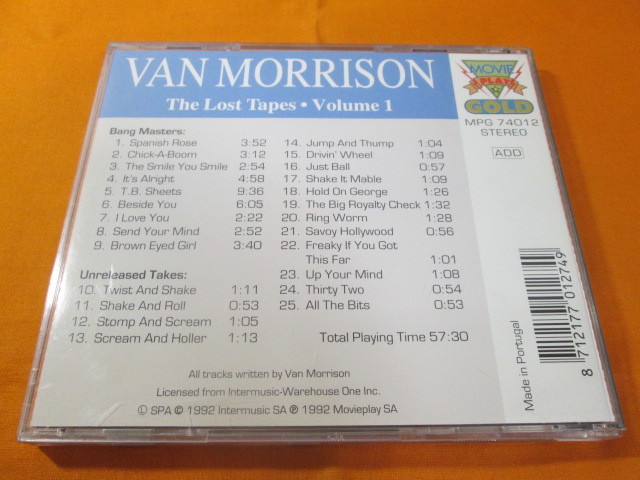 VAN MORRISON
The Lost Tapes • Volume 1
MOVIE
PLAY
GOLD
MPG 74012
STEREO
ADD
Bang Masters:
1. Spanish Rose 3:52
2. Chick-A-Boom 3:12
3. The Smile You Smile 2:54
4. It's Alright 4:58
5. T.B. Sheets 9:36
6. Beside You 6:05
7. I Love You 2:22
8. Send Your Mind 2:52
9. Brown Eyed Girl 3:40
Unreleased Takes:
10. Twist And Shake 1:11
11. Shake And Roll 0:53
12. Stomp And Scream 1:05
13. Scream And Holler 1:13
14. Jump And Thump 1:04
15. Drivin' Wheel 1:09
16. Just Ball 0:57
17. Shake It Mable 1:09
18. Hold On George 1:26
19. The Big Royalty Check 1:32
20. Ring Worm 1:28
21. Savoy Hollywood 0:56
22. Freaky If You Got
This Far 1:01
23. Up Your Mind 1:08
24. Thirty Two 0:54
25. All The Bits 0:53
Total Playing Time 57:30
All tracks written by Van Morrison
Licensed from Intermusic-Warehouse One Inc.
Ⓛ SPA © 1992 Intermusic SA ℗ 1992 Movieplay SA
Made in Portugal
8 712177 012749